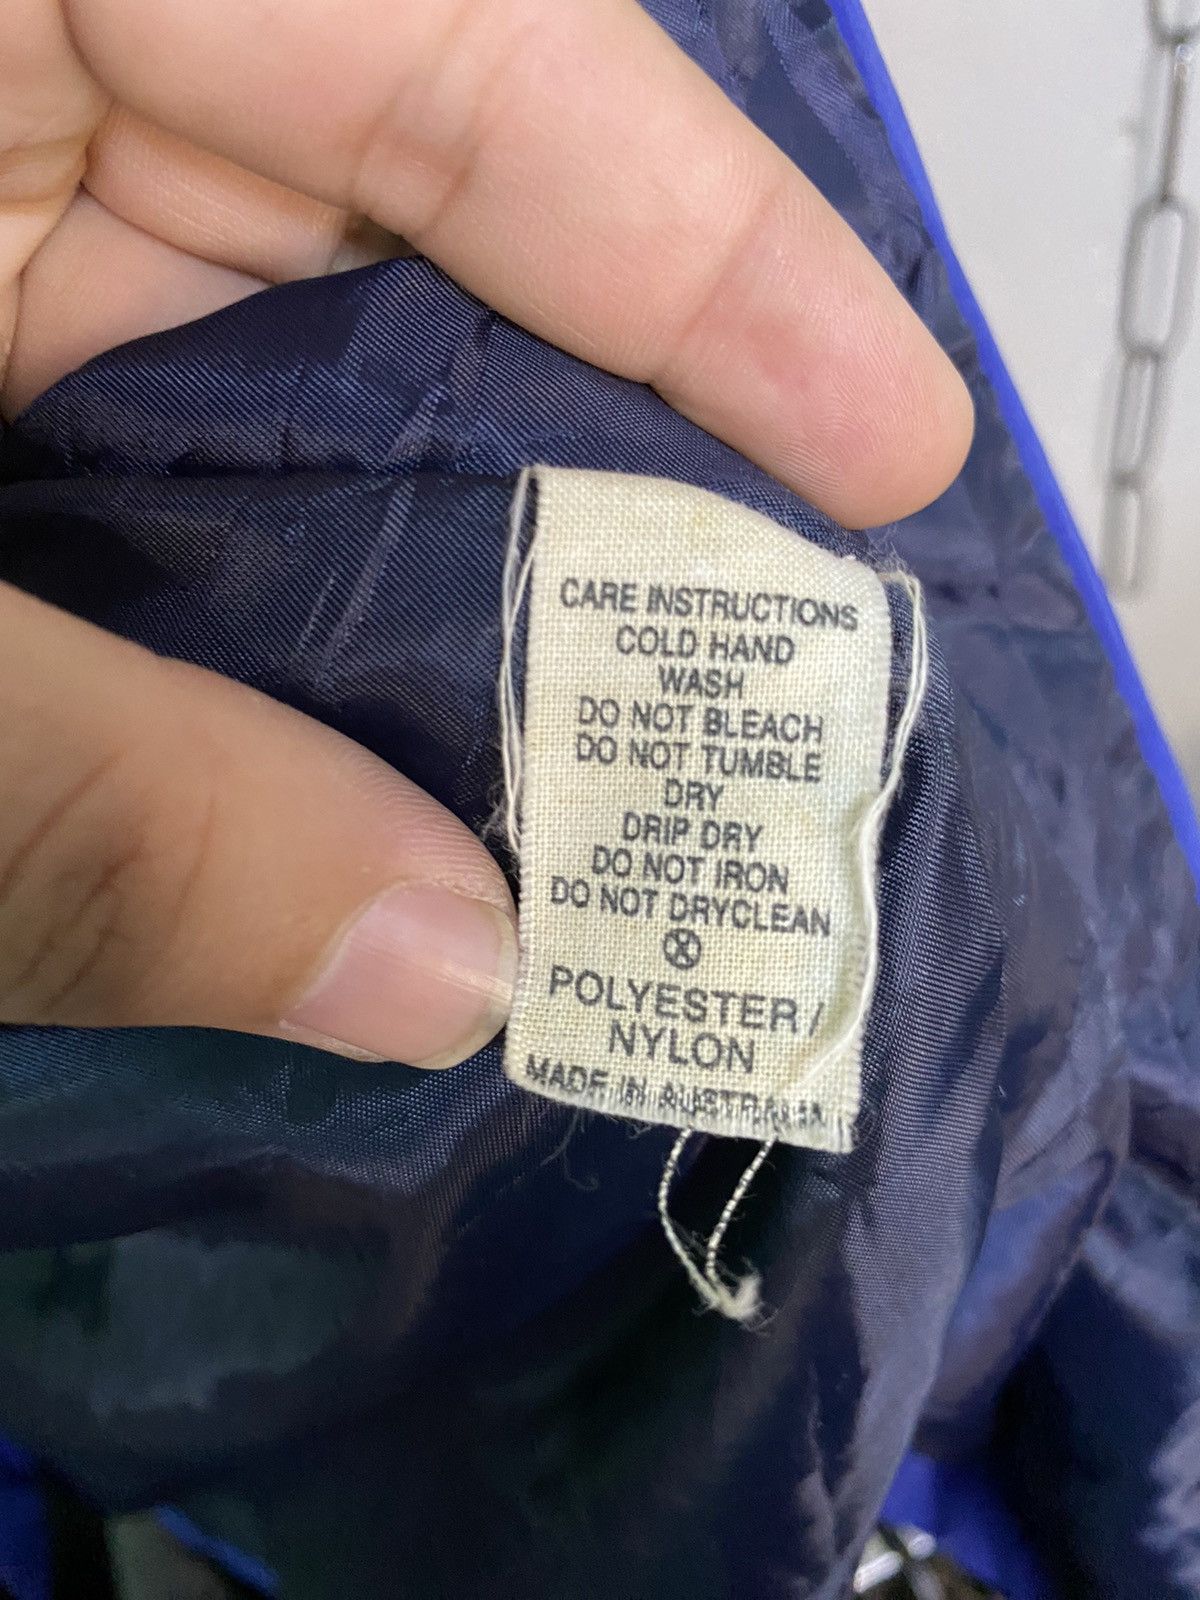 CARE INSTRUCTIONS
COLD HAND
WASH
DO NOT BLEACH
DO NOT TUMBLE
DRY
DRIP DRY
DO NOT IRON
DO NOT DRYCLEAN
POLYESTER /
NYLON
MADE IN AUSTRALIA